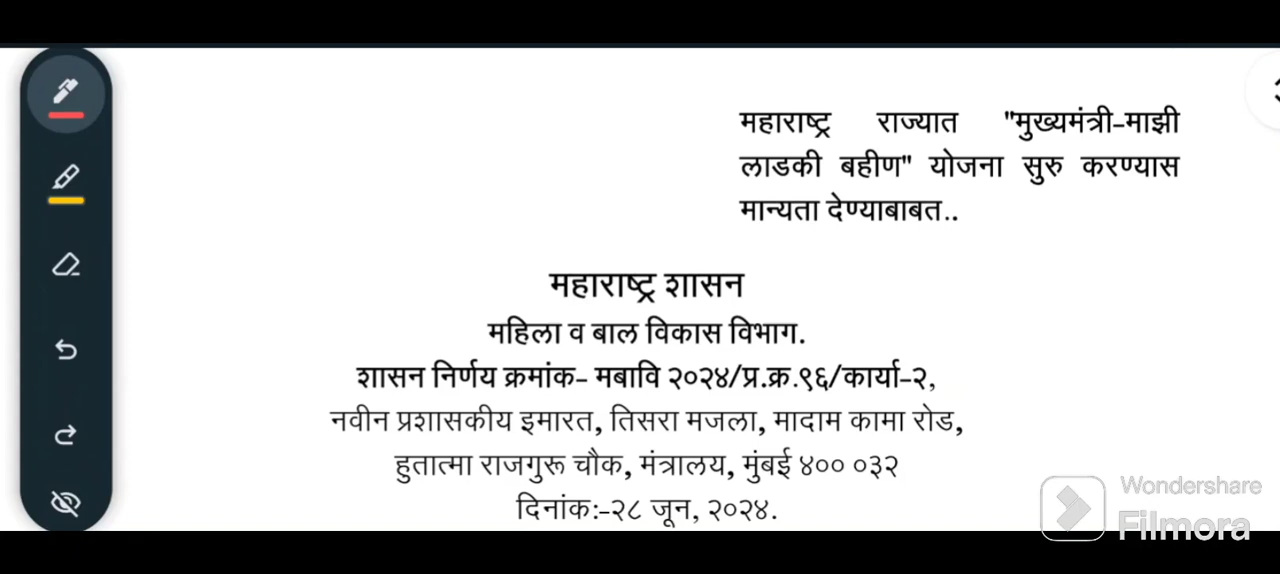 महाराष्ट्र राज्यात "मुख्यमंत्री-माझी
लाडकी बहीण" योजना सुरु करण्यास
मान्यता देण्याबाबत..
महाराष्ट्र शासन
महिला व बाल विकास विभाग.
शासन निर्णय क्रमांक- मबावि २०२४/प्र.क्र.९६/कार्या-२,
नवीन प्रशासकीय इमारत, तिसरा मजला, मादाम कामा रोड,
हुतात्मा राजगुरू चौक, मंत्रालय, मुंबई ४०० ०३२
दिनांक:-२८ जून, २०२४.
Wondershare
Filmora